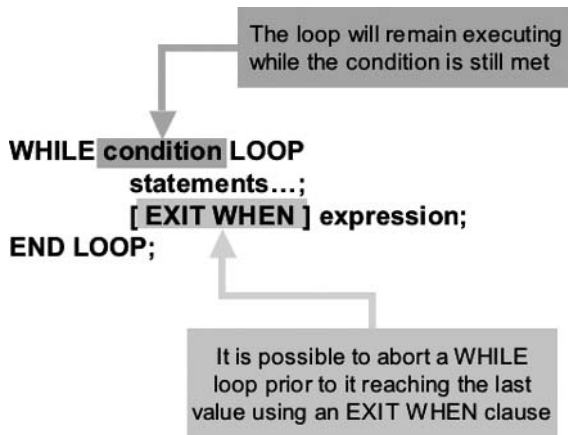 The loop will remain executing
while the condition is still met
WHILE condition LOOP
statements...;
[ EXIT WHEN ] expression;
END LOOP;
It is possible to abort a WHILE
loop prior to it reaching the last
value using an EXIT WHEN clause